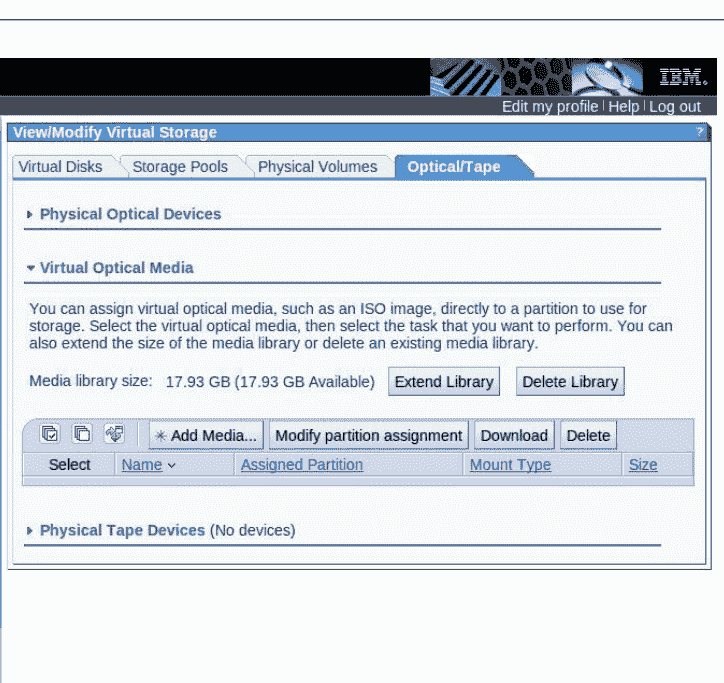 IBM.
Edit my profile | Help | Log out
View/Modify Virtual Storage ?
Virtual Disks Storage Pools Physical Volumes Optical/Tape
Physical Optical Devices
Virtual Optical Media
You can assign virtual optical media, such as an ISO image, directly to a partition to use for
storage. Select the virtual optical media, then select the task that you want to perform. You can
also extend the size of the media library or delete an existing media library.
Media library size: 17.93 GB (17.93 GB Available) Extend Library Delete Library
Add Media... Modify partition assignment Download Delete
Select Name Assigned Partition Mount Type Size
Physical Tape Devices (No devices)